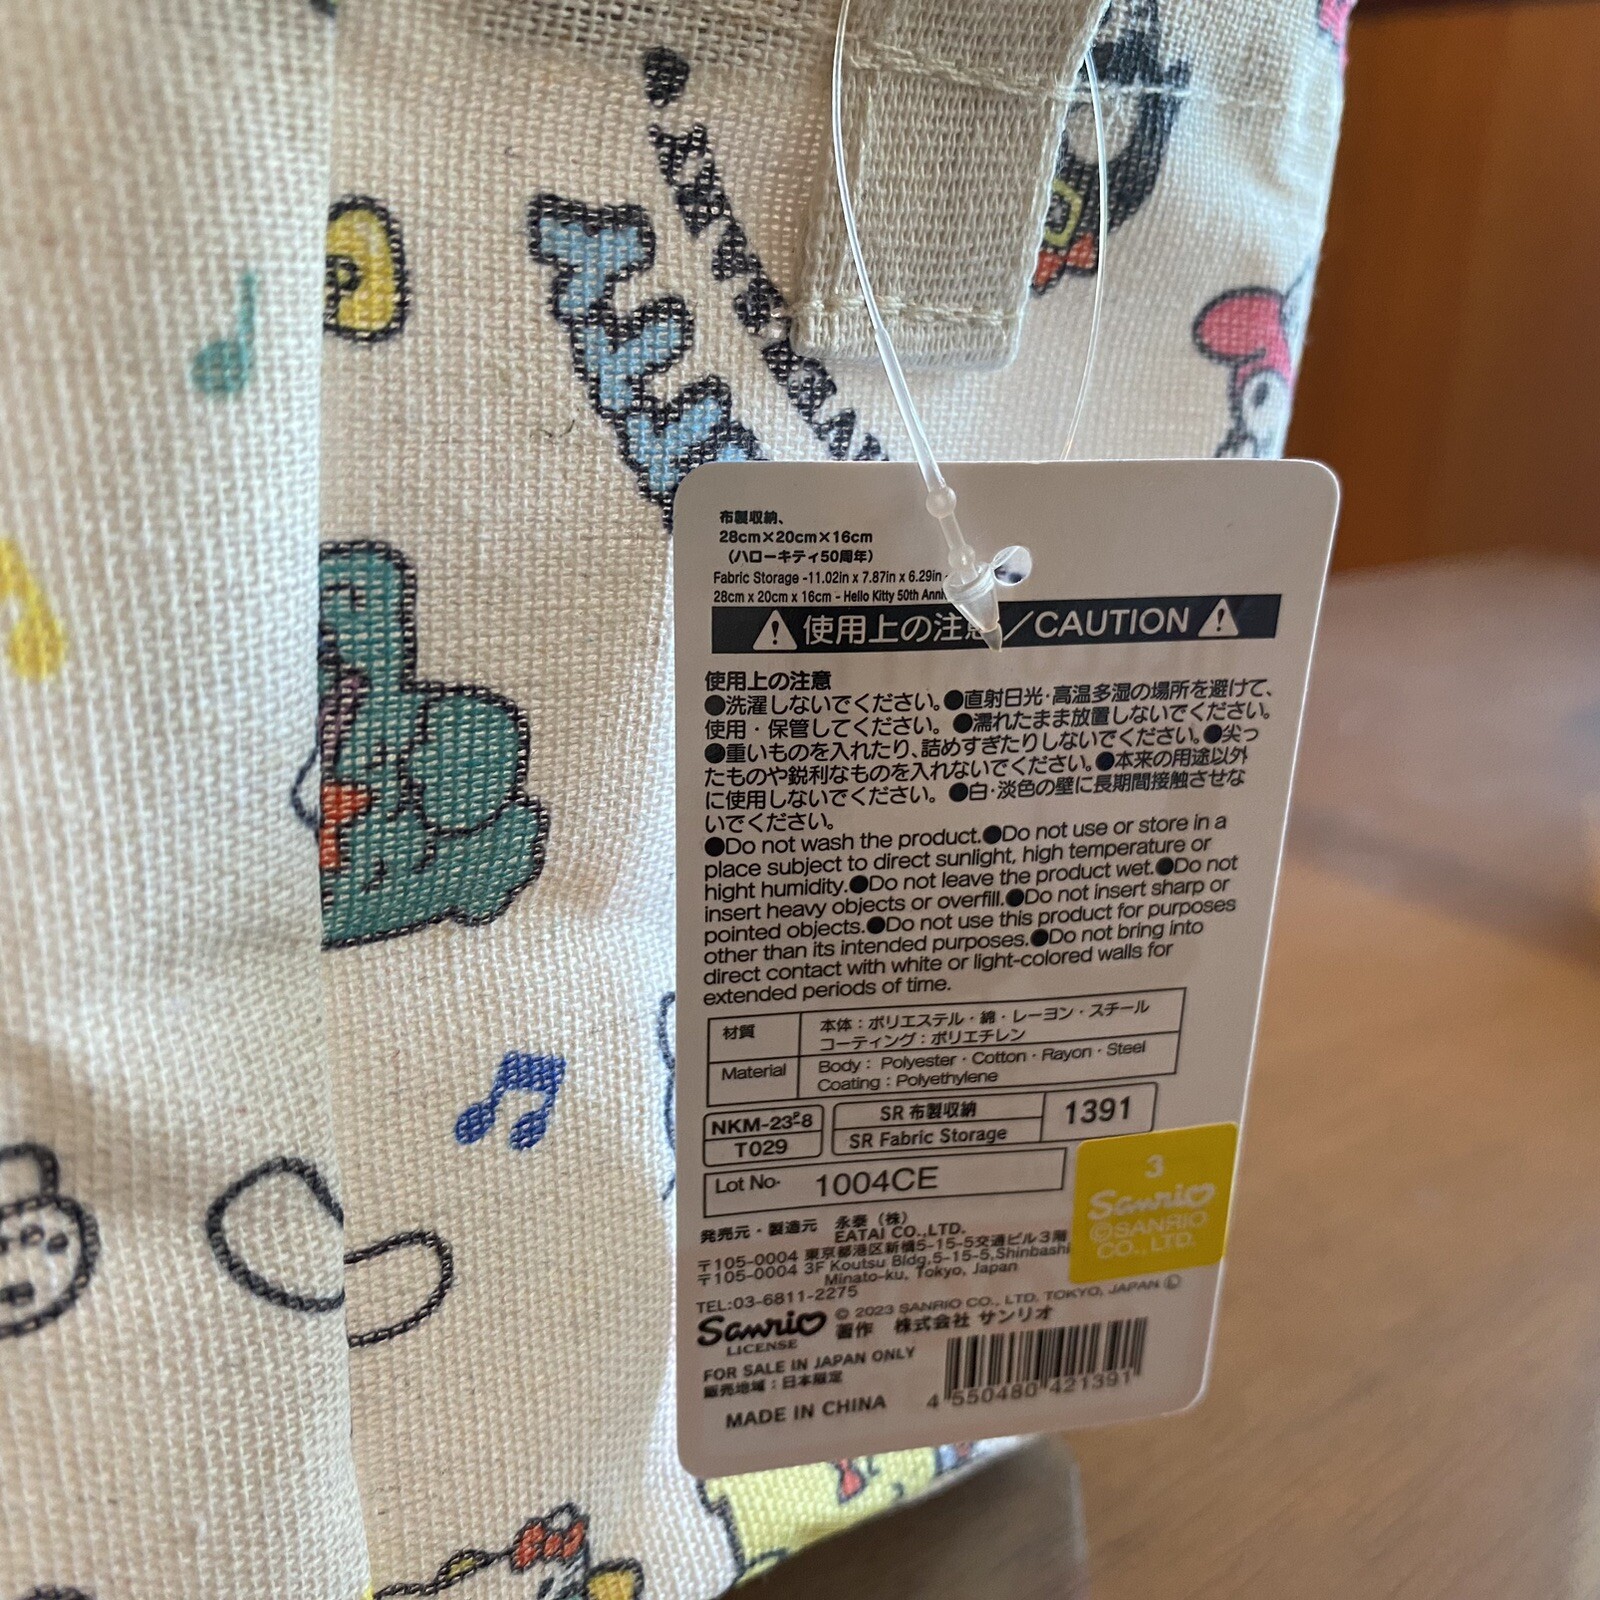 布製収納、
28cm×20cm×16cm
(ハローキティ50周年)
Fabric Storage -11.02in x 7.87in x 6.29in
28cm x 20cm x 16cm - Hello Kitty 50th
使用上の注意/CAUTION
使用上の注意
●洗濯しないでください。●直射日光・高温多湿の場所を避けて、
使用・保管してください。●濡れたまま放置しないでください。
●重いものを入れたり、詰めすぎたりしないでください。●尖っ
たものや鋭利なものを入れないでください。●本来の用途以外
に使用しないでください。●白・淡色の壁に長期間接触させな
いでください。
●Do not wash the product.●Do not use or store in a
place subject to direct sunlight, high temperature or
hight humidity.●Do not leave the product wet.●Do not
insert heavy objects or overfill.●Do not insert sharp or
pointed objects.●Do not use this product for purposes
other than its intended purposes.●Do not bring into
direct contact with white or light-colored walls for
extended periods of time.
材質 本体：ポリエステル・綿・レーヨン・スチール
コーティング：ポリエチレン
Material Body：Polyester・Cotton・Rayon・Steel
Coating：Polyethylene
NKM-23P-8
T029
SR 布製収納
SR Fabric Storage
1391
Lot No. 1004CE
3
Sanrio
©SANRIO
CO., LTD.
発売元・製造元 永泰(株)
EATAI CO.,LTD.
〒105-0004 東京都港区新橋5-15-5交通ビル3階
〒105-0004 3F Koutsu Bldg,5-15-5,Shinbashi
Minato-ku, Tokyo, Japan
TEL:03-6811-2275
Sanrio
LICENSE
© 2023 SANRIO CO., LTD. TOKYO, JAPAN Ⓛ
著作 株式会社 サンリオ
FOR SALE IN JAPAN ONLY
販売地域：日本限定
MADE IN CHINA
4 550480 421391